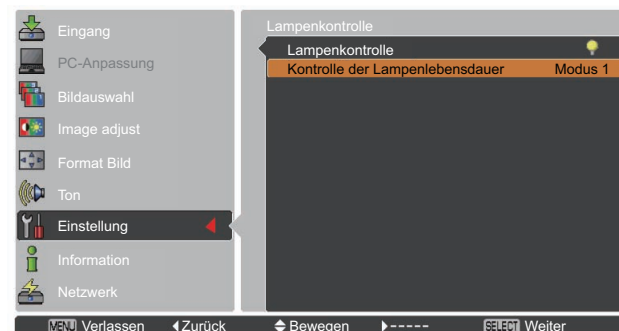 Eingang
PC-Anpassung
Bildauswahl
Image adjust
Format Bild
Ton
Einstellung
Information
Netzwerk
Lampenkontrolle
Lampenkontrolle
Kontrolle der Lampenlebensdauer Modus 1
MENU Verlassen Zurück Bewegen ----- SELECT Weiter